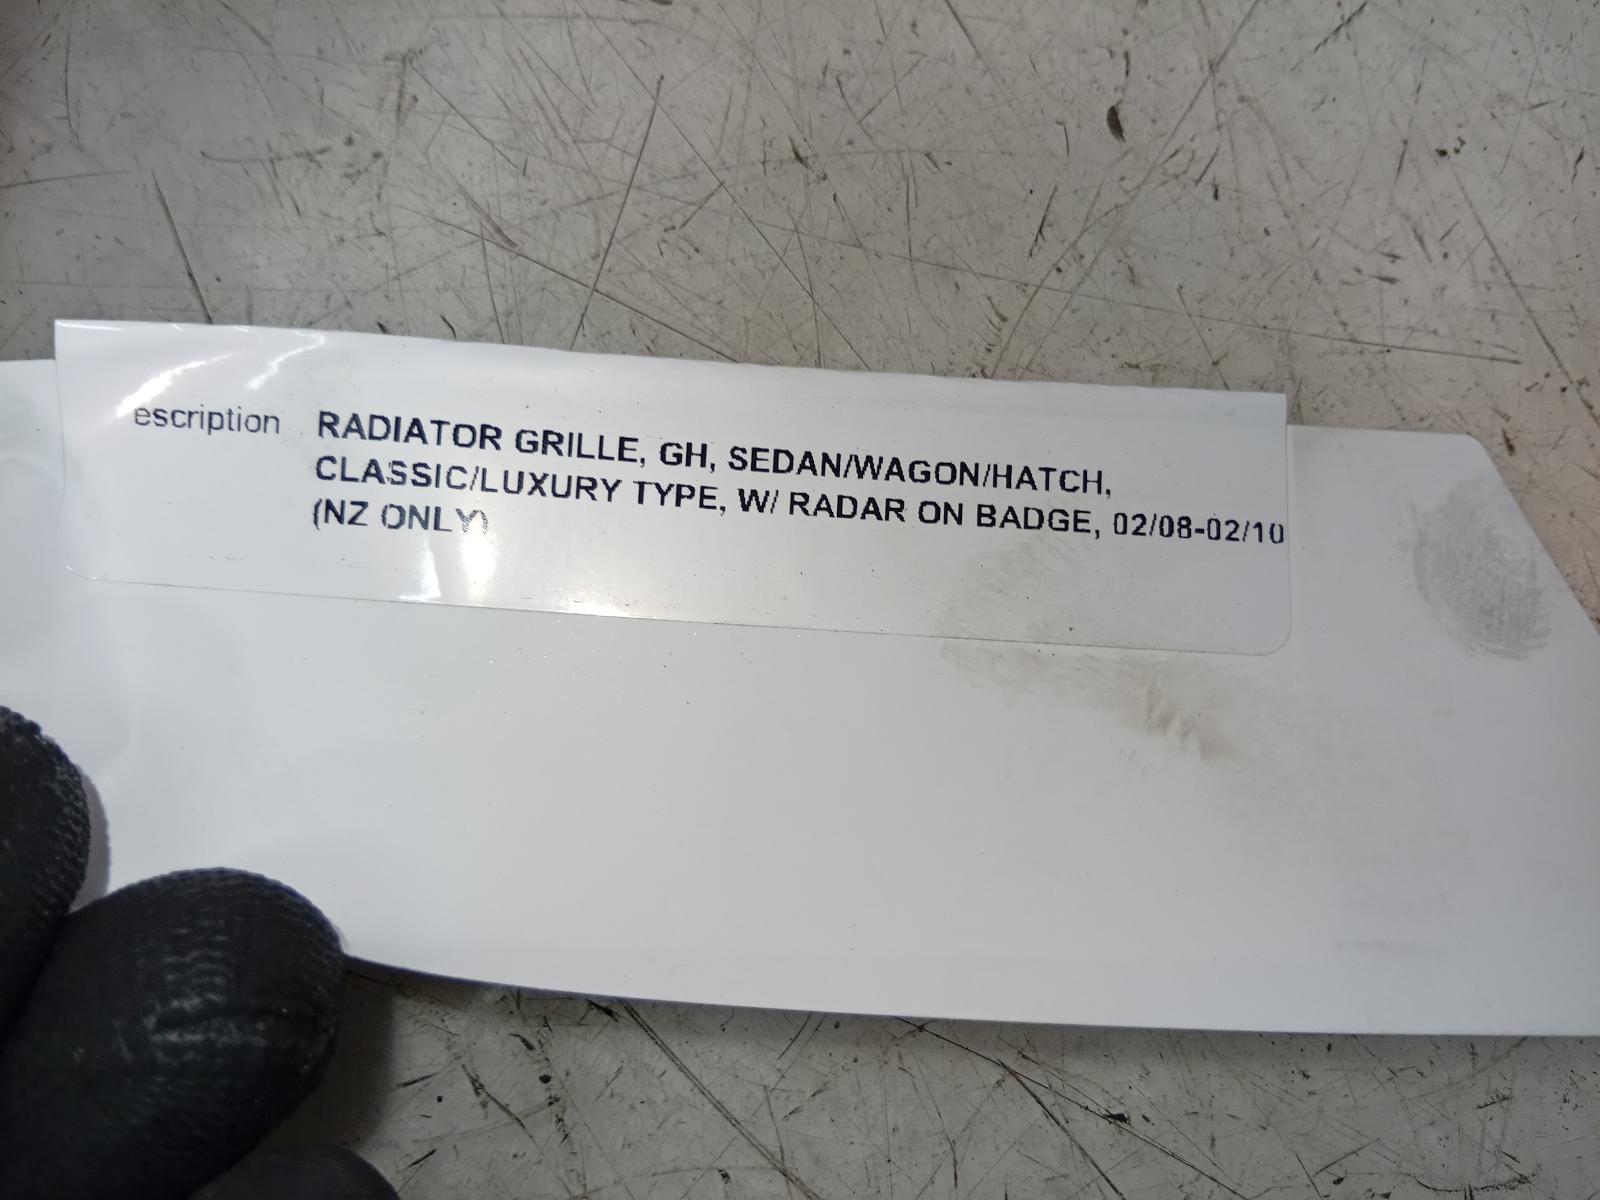 escription RADIATOR GRILLE, GH, SEDAN/WAGON/HATCH,
CLASSIC/LUXURY TYPE, W/ RADAR ON BADGE, 02/08-02/10
(NZ ONLY)